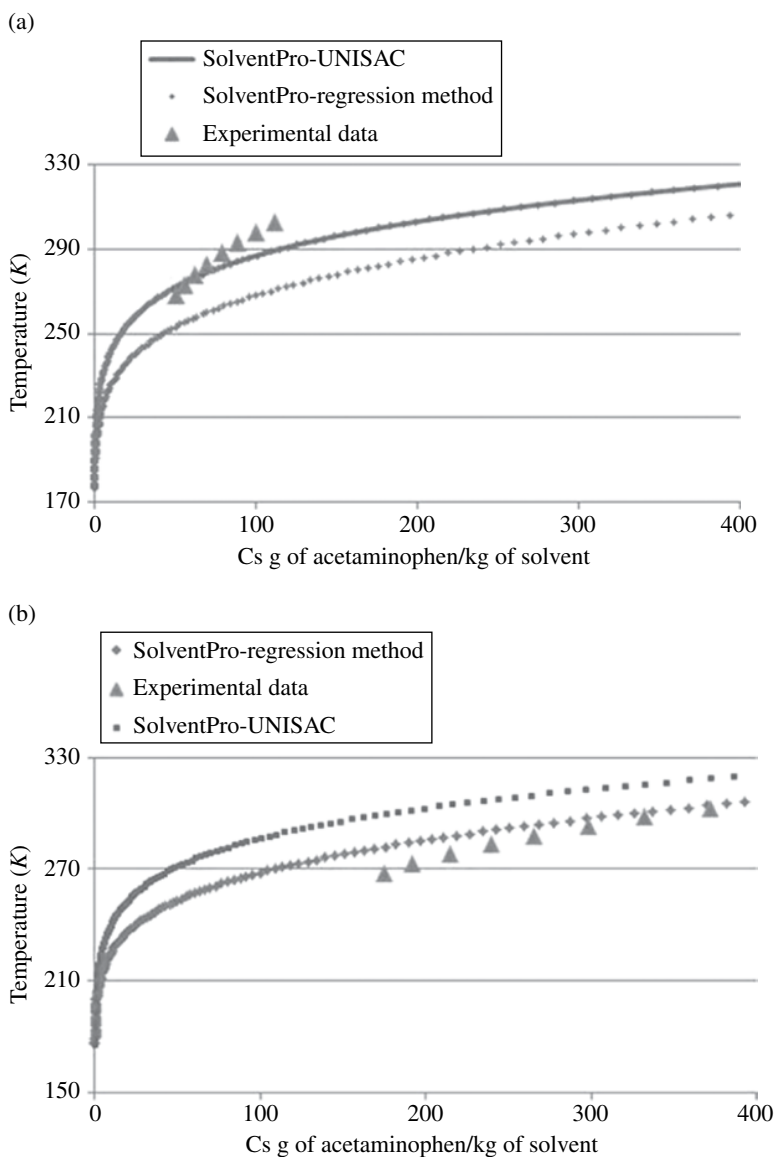 (a)
SolventPro-UNISAC
SolventPro-regression method
Experimental data
330
290
250
210
170
Temperature (K)
0 100 200 300 400
Cs g of acetaminophen/kg of solvent
(b)
SolventPro-regression method
Experimental data
SolventPro-UNISAC
330
270
210
150
Temperature (K)
0 100 200 300 400
Cs g of acetaminophen/kg of solvent